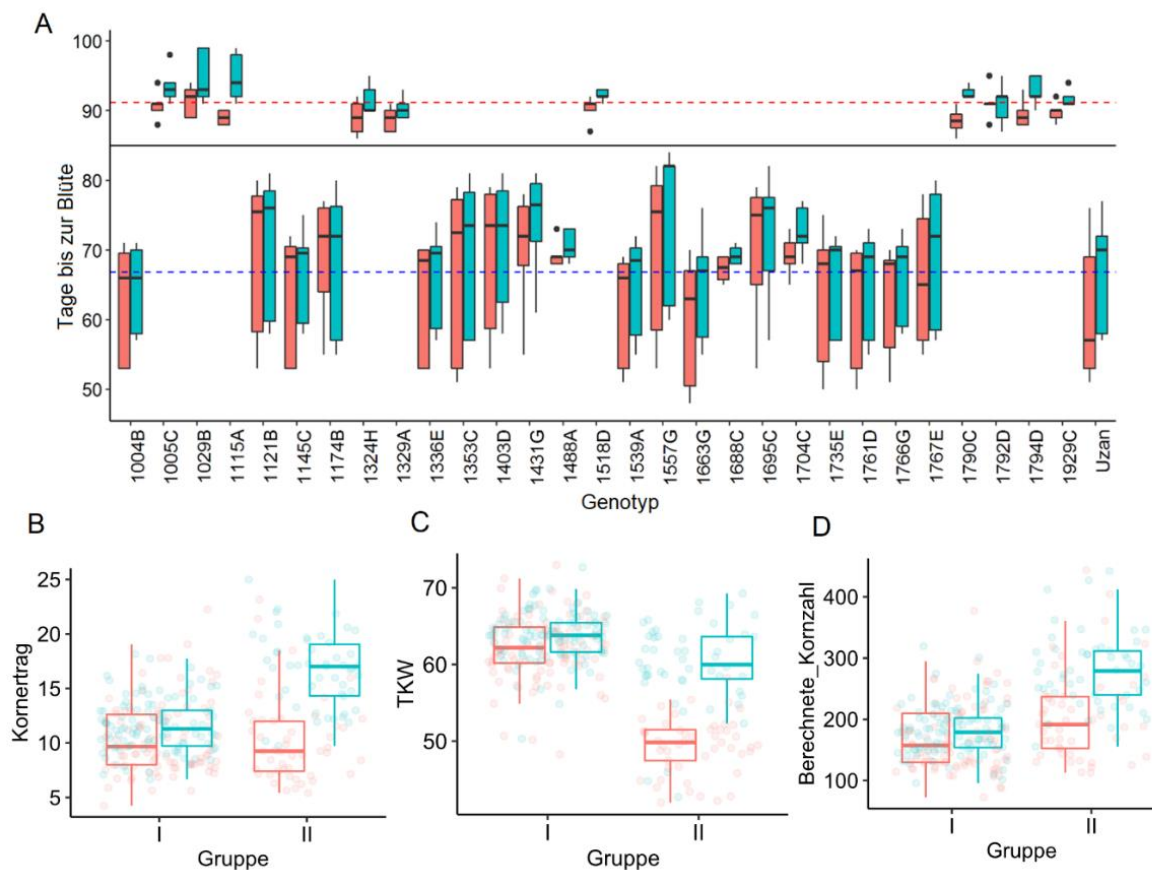 A
Tage bis zur Blüte
100
90
80
70
60
50
1004B
1005C
1029B
1115A
1121B
1145C
1174B
1324H
1329A
1336E
1353C
1403D
1431G
1488A
1518D
1539A
1557G
1663G
1688C
1695C
1704C
1735E
1761D
1766G
1767E
1790C
1792D
1794D
1929C
Uzan
Genotyp
B
Kornertrag
25
20
15
10
5
I
II
Gruppe
C
TKW
70
60
50
I
II
Gruppe
D
Berechnete_Kornzahl
400
300
200
100
I
II
Gruppe